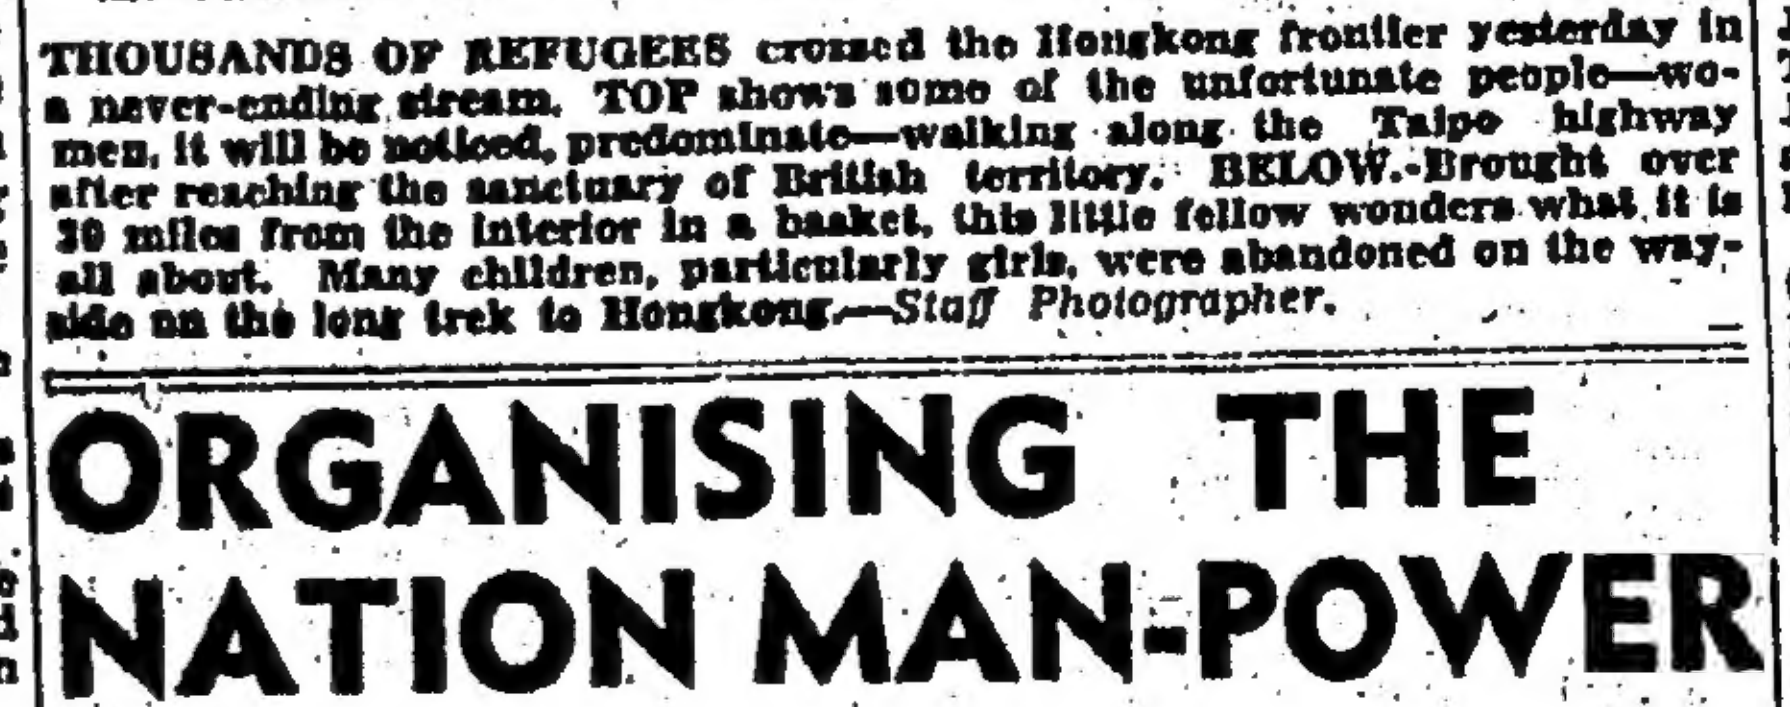 THOUSANDS OF REFUGEES crossed the Hongkong frontier yesterday in
a never-ending stream. TOP shows some of the unfortunate people—wo-
men, it will be noticed, predominate—walking along the Taipo highway
after reaching the sanctuary of British territory. BELOW.-Brought over
30 miles from the interior in a basket, this little fellow wonders what it is
all about. Many children, particularly girls, were abandoned on the way-
side on the long trek to Hongkong.—Staff Photographer.
ORGANISING THE
NATION MAN-POWER